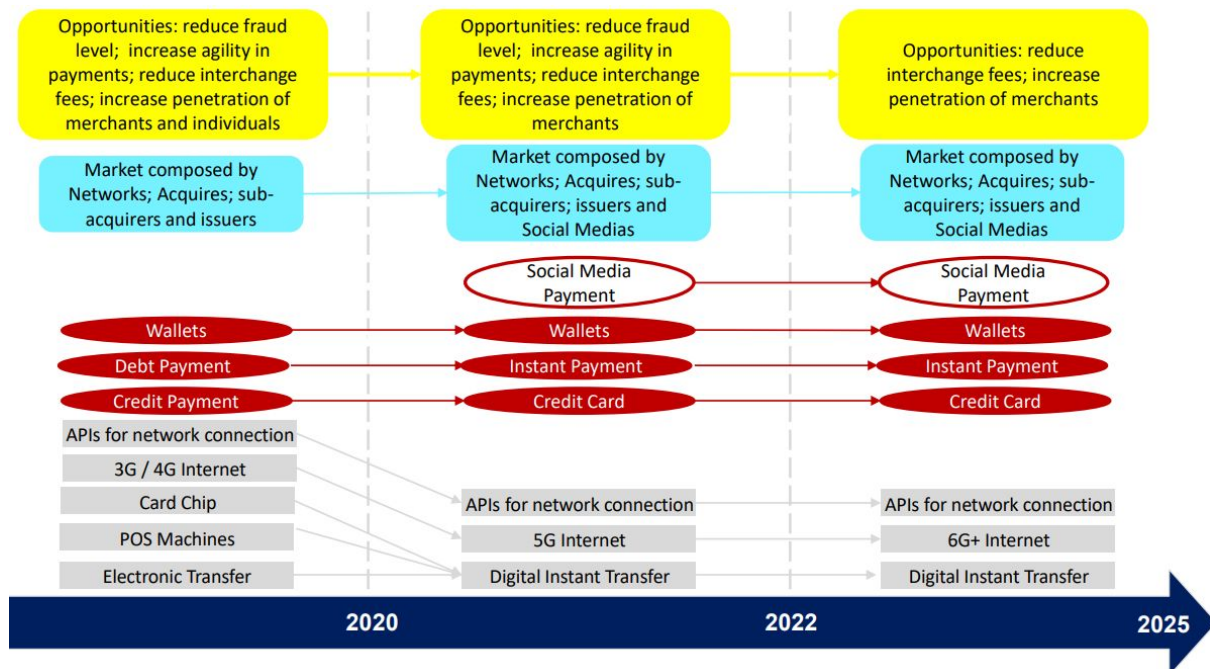 Opportunities: reduce fraud
level;  increase agility in
payments; reduce interchange
fees; increase penetration of
merchants and individuals
Opportunities: reduce fraud
level;  increase agility in
payments; reduce interchange
fees; increase penetration of
merchants
Opportunities: reduce
interchange fees; increase
penetration of merchants
Market composed by
Networks; Acquires; sub-
acquirers and issuers
Market composed by
Networks; Acquires; sub-
acquirers; issuers and
Social Medias
Market composed by
Networks; Acquires; sub-
acquirers; issuers and
Social Medias
Social Media
Payment
Social Media
Payment
Wallets
Wallets
Wallets
Debt Payment
Instant Payment
Instant Payment
Credit Payment
Credit Card
Credit Card
APIs for network connection
3G / 4G Internet
Card Chip
POS Machines
Electronic Transfer
APIs for network connection
5G Internet
Digital Instant Transfer
APIs for network connection
6G+ Internet
Digital Instant Transfer
2020
2022
2025